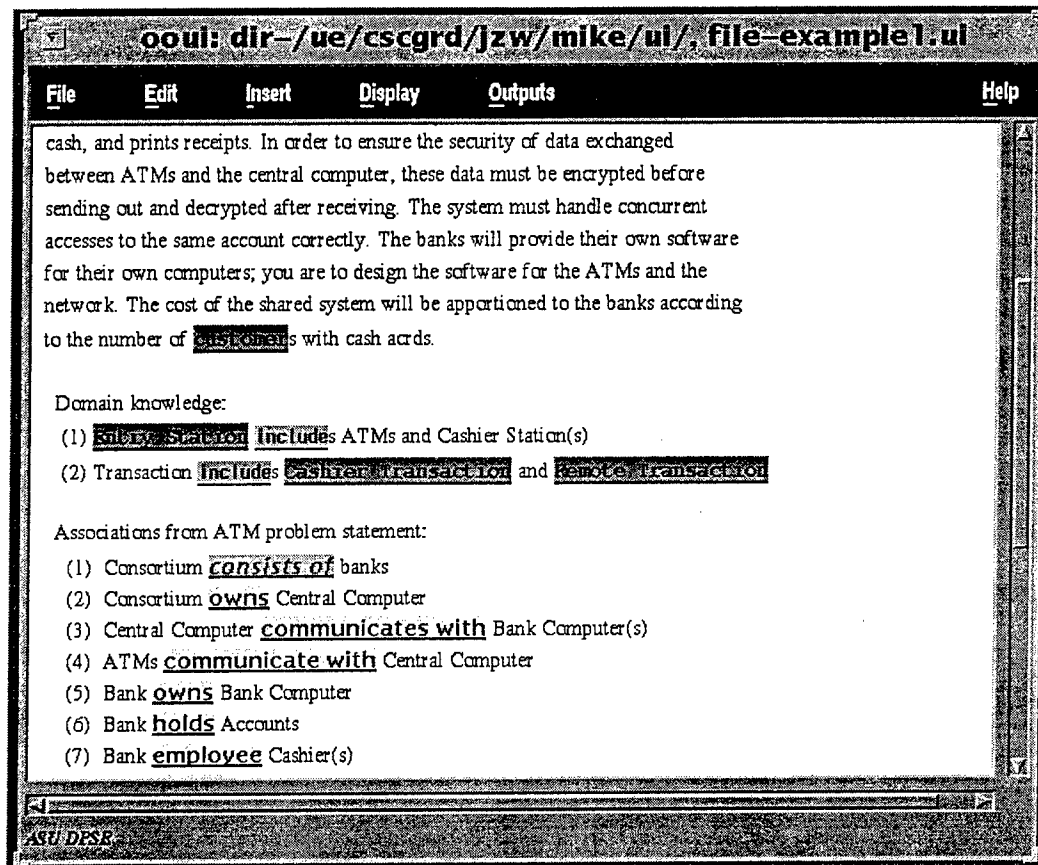 ooui: dir-/ue/cscgrd/jzw/mike/ui/, file-example1.ui
File Edit Insert Display Outputs Help
cash, and prints receipts. In order to ensure the security of data exchanged
between ATMs and the central computer, these data must be encrypted before
sending out and decrypted after receiving. The system must handle concurrent
accesses to the same account correctly. The banks will provide their own software
for their own computers; you are to design the software for the ATMs and the
network. The cost of the shared system will be apportioned to the banks according
to the number of customers with cash acrds.
Domain knowledge:
(1) Entry Station Includes ATMs and Cashier Station(s)
(2) Transaction Includes Cashier Transaction and Remote Transaction
Associations from ATM problem statement:
(1) Consortium consists of banks
(2) Consortium owns Central Computer
(3) Central Computer communicates with Bank Computer(s)
(4) ATMs communicate with Central Computer
(5) Bank owns Bank Computer
(6) Bank holds Accounts
(7) Bank employee Cashier(s)
ASU DPSE